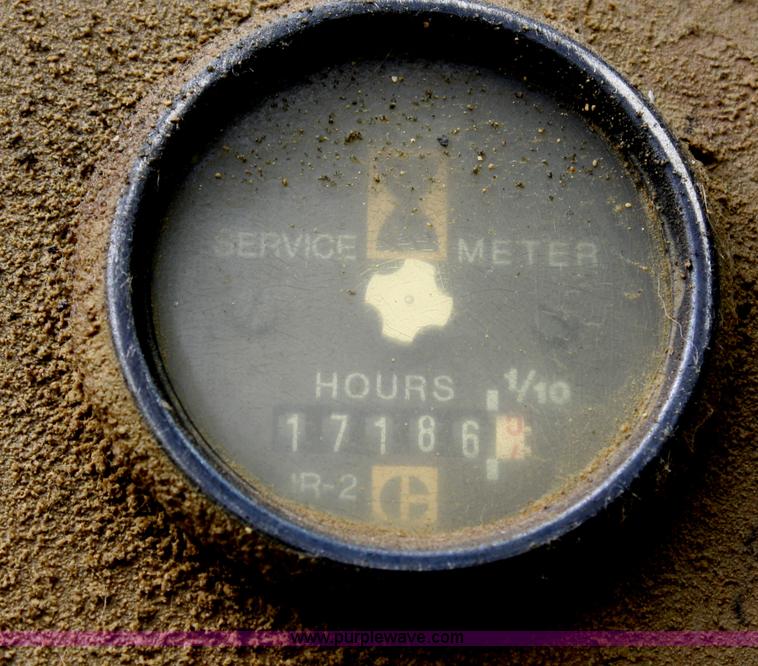 SERVICE METER
HOURS 1/10
17186
R-2
www.purplewave.com